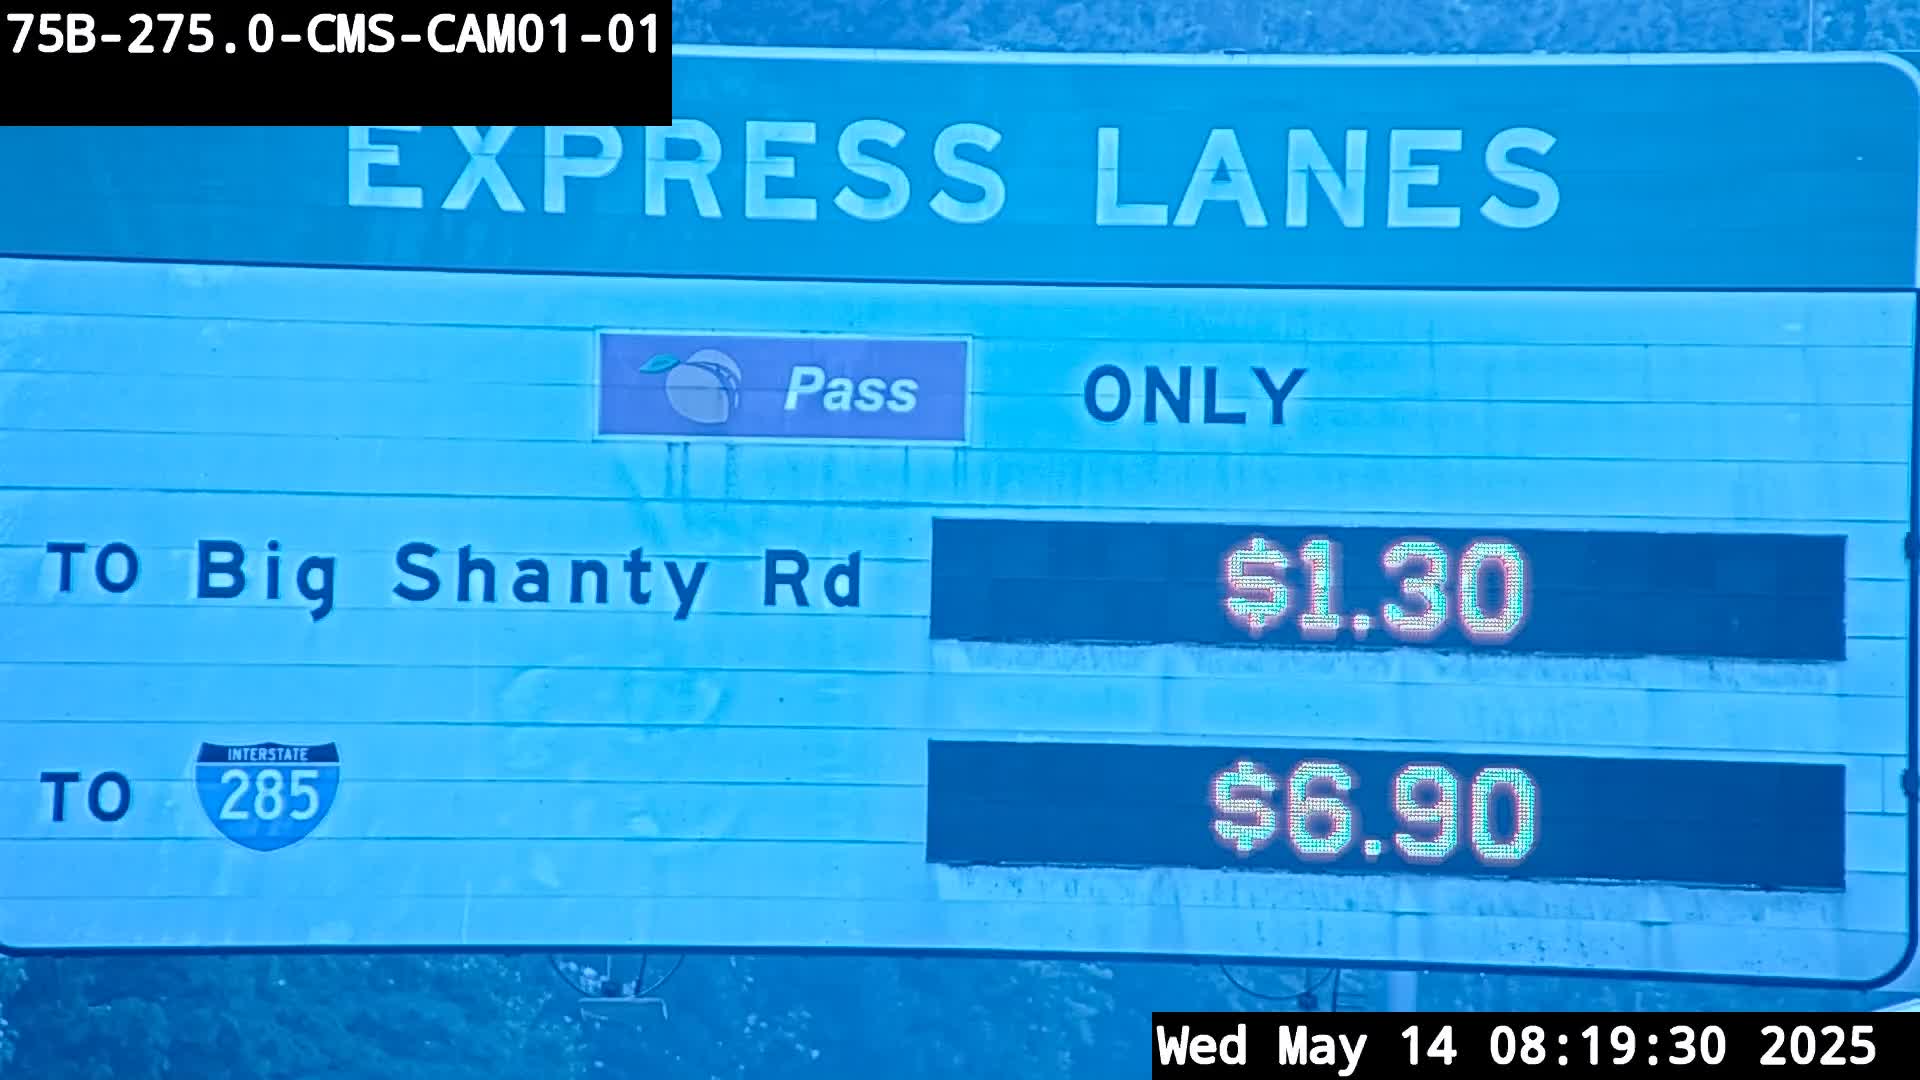 75B-275.0-CMS-CAM01-01
EXPRESS LANES
Pass ONLY
TO Big Shanty Rd $1.30
TO INTERSTATE 285 $6.90
Wed May 14 08:19:30 2025